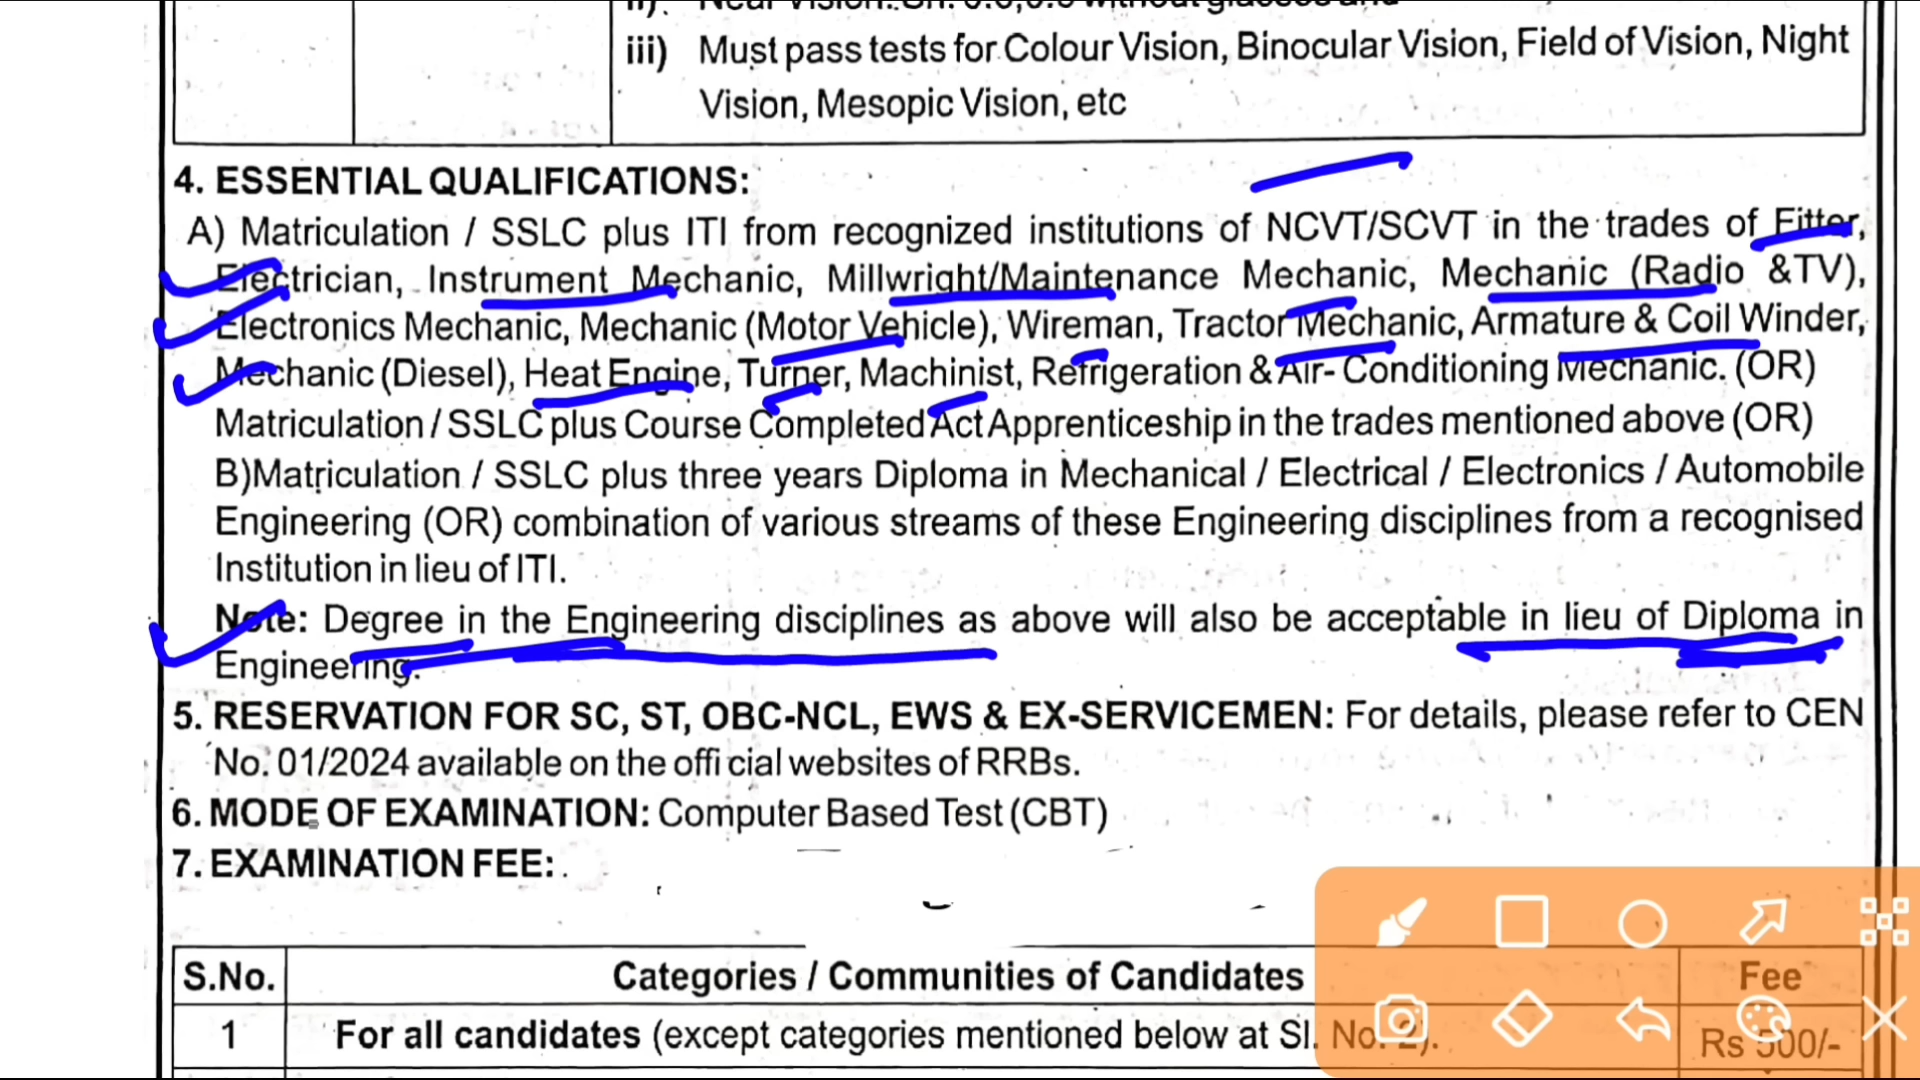 iii) Must pass tests for Colour Vision, Binocular Vision, Field of Vision, Night
Vision, Mesopic Vision, etc
4. ESSENTIAL QUALIFICATIONS:
A) Matriculation / SSLC plus ITI from recognized institutions of NCVT/SCVT in the trades of Fitter,
Electrician, Instrument Mechanic, Millwright/Maintenance Mechanic, Mechanic (Radio &TV),
Electronics Mechanic, Mechanic (Motor Vehicle), Wireman, Tractor Mechanic, Armature & Coil Winder,
Mechanic (Diesel), Heat Engine, Turner, Machinist, Refrigeration & Air- Conditioning Mechanic. (OR)
Matriculation / SSLC plus Course Completed Act Apprenticeship in the trades mentioned above (OR)
B)Matriculation / SSLC plus three years Diploma in Mechanical / Electrical / Electronics / Automobile
Engineering (OR) combination of various streams of these Engineering disciplines from a recognised
Institution in lieu of ITI.
Note: Degree in the Engineering disciplines as above will also be acceptable in lieu of Diploma in
Engineering.
5. RESERVATION FOR SC, ST, OBC-NCL, EWS & EX-SERVICEMEN: For details, please refer to CEN
No. 01/2024 available on the offi cial websites of RRBs.
6. MODE OF EXAMINATION: Computer Based Test (CBT)
7. EXAMINATION FEE:
S.No. Categories / Communities of Candidates Fee
1 For all candidates (except categories mentioned below at Sl. No. 2). Rs 500/-